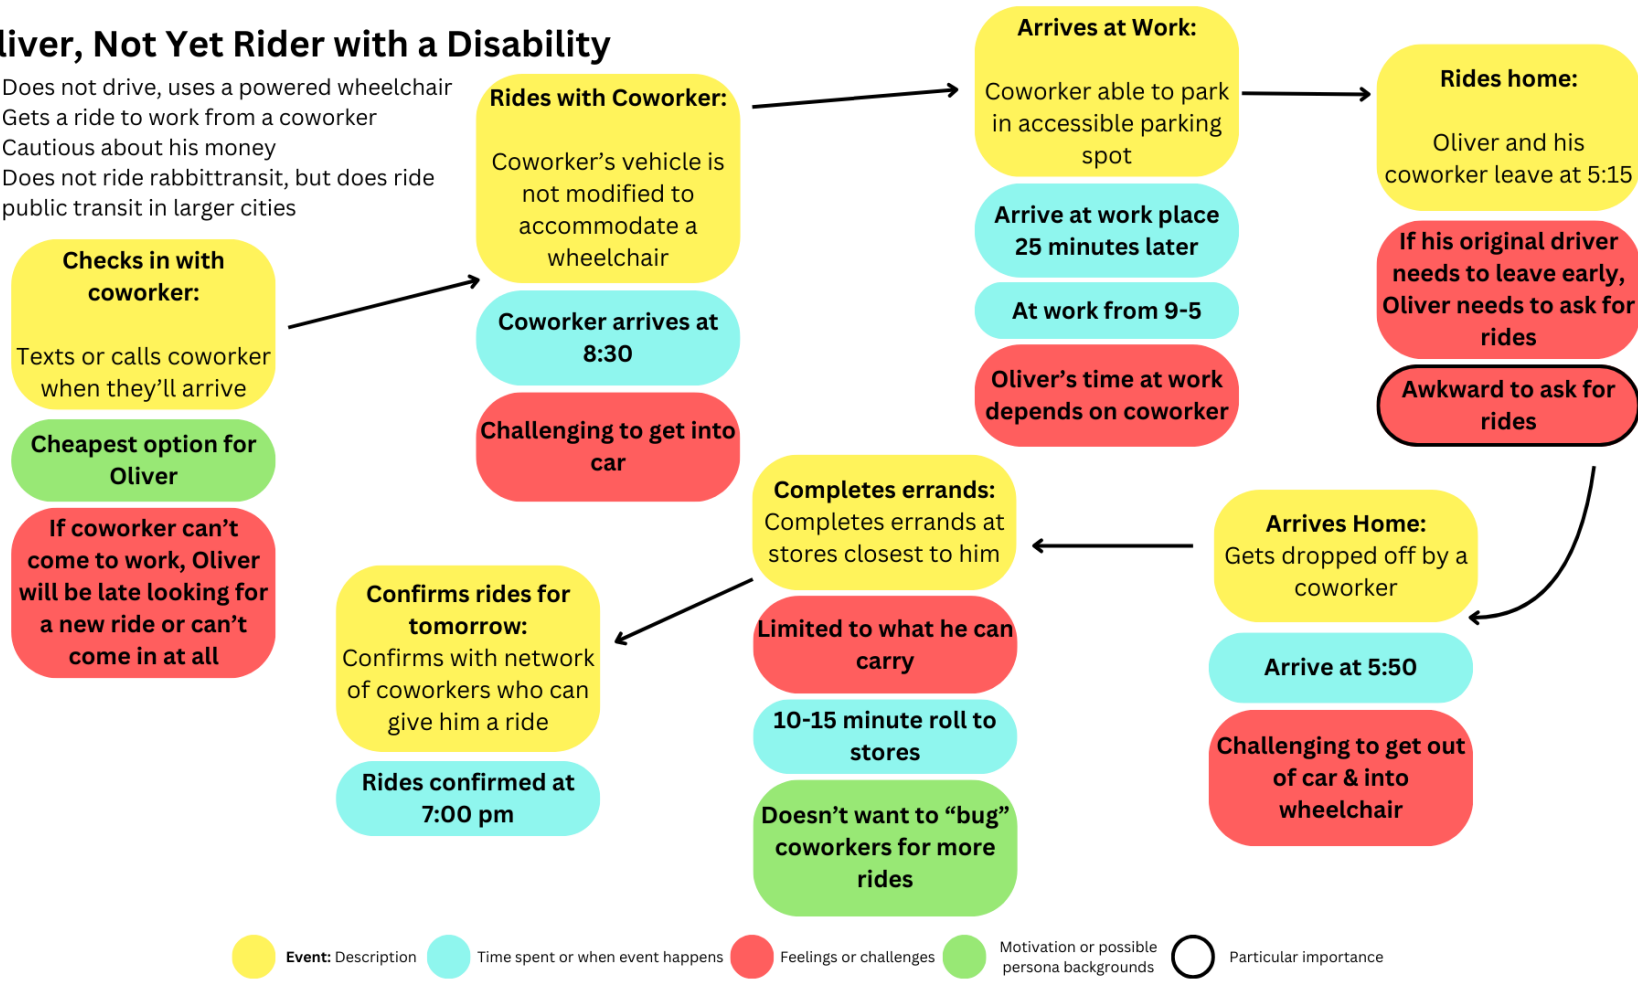 liver, Not Yet Rider with a Disability
Does not drive, uses a powered wheelchair
Gets a ride to work from a coworker
Cautious about his money
Does not ride rabbittransit, but does ride
public transit in larger cities
Checks in with
coworker:
Texts or calls coworker
when they’ll arrive
Cheapest option for
Oliver
If coworker can’t
come to work, Oliver
will be late looking for
a new ride or can’t
come in at all
Rides with Coworker:
Coworker’s vehicle is
not modified to
accommodate a
wheelchair
Coworker arrives at
8:30
Challenging to get into
car
Arrives at Work:
Coworker able to park
in accessible parking
spot
Arrive at work place
25 minutes later
At work from 9-5
Oliver’s time at work
depends on coworker
Rides home:
Oliver and his
coworker leave at 5:15
If his original driver
needs to leave early,
Oliver needs to ask for
rides
Awkward to ask for
rides
Arrives Home:
Gets dropped off by a
coworker
Arrive at 5:50
Challenging to get out
of car & into
wheelchair
Completes errands:
Completes errands at
stores closest to him
Limited to what he can
carry
10-15 minute roll to
stores
Doesn’t want to “bug”
coworkers for more
rides
Confirms rides for
tomorrow:
Confirms with network
of coworkers who can
give him a ride
Rides confirmed at
7:00 pm
Event: Description
Time spent or when event happens
Feelings or challenges
Motivation or possible
persona backgrounds
Particular importance